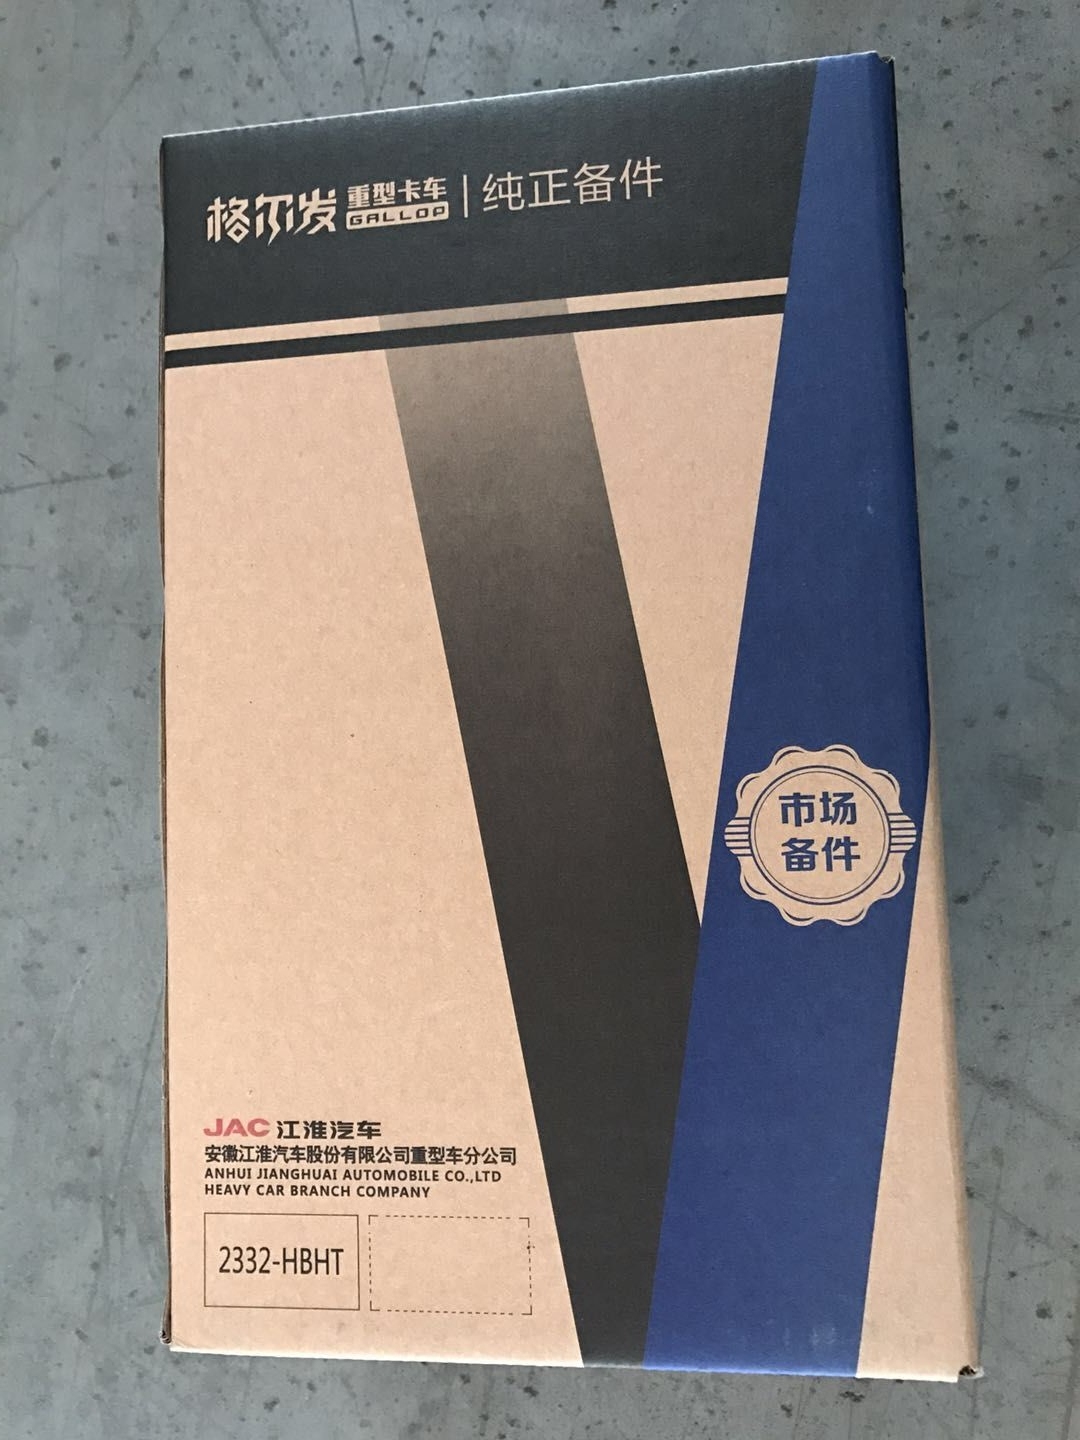 格尔发 重型卡车 | 纯正备件
GALLOP
市场
备件
JAC 江淮汽车
安徽江淮汽车股份有限公司重型车分公司
ANHUI JIANGHUAI AUTOMOBILE CO.,LTD
HEAVY CAR BRANCH COMPANY
2332-HBHT